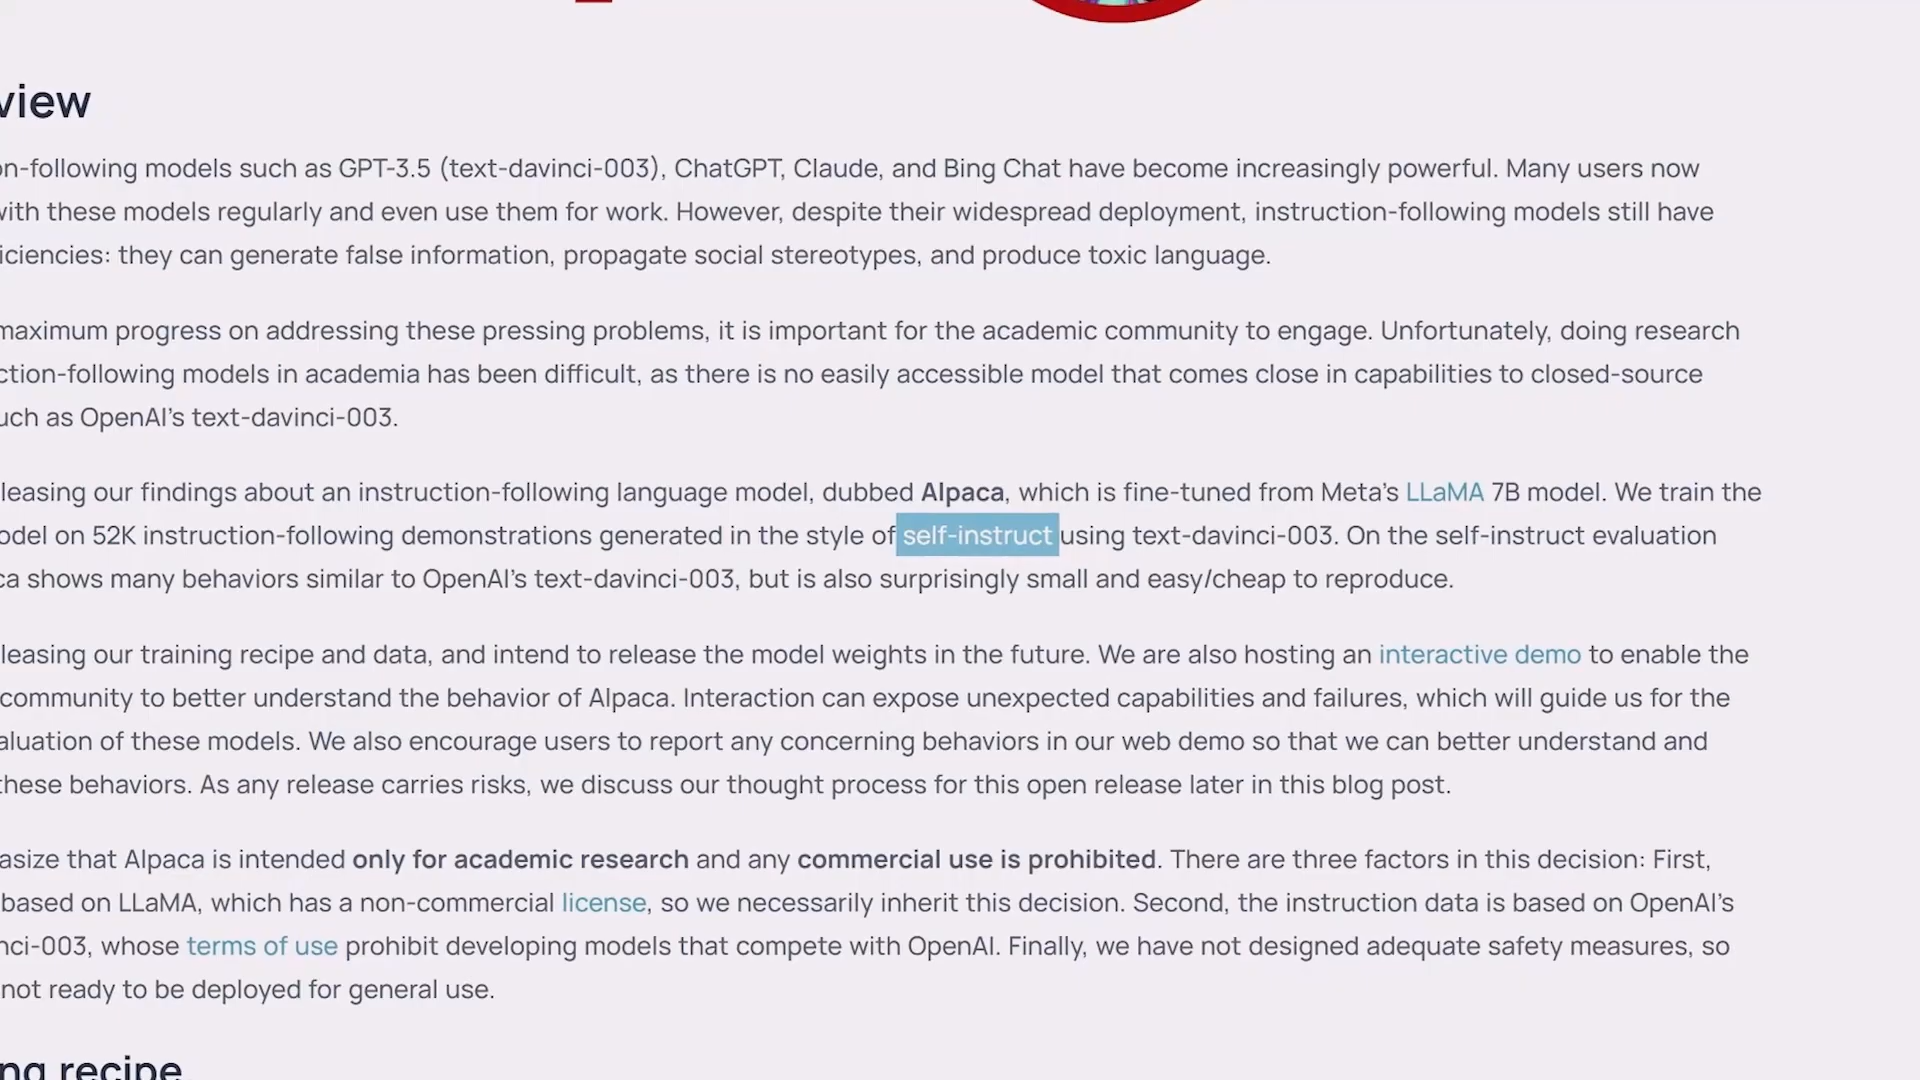 view
on-following models such as GPT-3.5 (text-davinci-003), ChatGPT, Claude, and Bing Chat have become increasingly powerful. Many users now
with these models regularly and even use them for work. However, despite their widespread deployment, instruction-following models still have
iciencies: they can generate false information, propagate social stereotypes, and produce toxic language.
maximum progress on addressing these pressing problems, it is important for the academic community to engage. Unfortunately, doing research
ction-following models in academia has been difficult, as there is no easily accessible model that comes close in capabilities to closed-source
uch as OpenAI's text-davinci-003.
leasing our findings about an instruction-following language model, dubbed Alpaca, which is fine-tuned from Meta's LLaMA 7B model. We train the
odel on 52K instruction-following demonstrations generated in the style of self-instruct using text-davinci-003. On the self-instruct evaluation
ca shows many behaviors similar to OpenAI's text-davinci-003, but is also surprisingly small and easy/cheap to reproduce.
leasing our training recipe and data, and intend to release the model weights in the future. We are also hosting an interactive demo to enable the
community to better understand the behavior of Alpaca. Interaction can expose unexpected capabilities and failures, which will guide us for the
aluation of these models. We also encourage users to report any concerning behaviors in our web demo so that we can better understand and
these behaviors. As any release carries risks, we discuss our thought process for this open release later in this blog post.
asize that Alpaca is intended only for academic research and any commercial use is prohibited. There are three factors in this decision: First,
based on LLaMA, which has a non-commercial license, so we necessarily inherit this decision. Second, the instruction data is based on OpenAI's
nci-003, whose terms of use prohibit developing models that compete with OpenAI. Finally, we have not designed adequate safety measures, so
not ready to be deployed for general use.
ng recipe